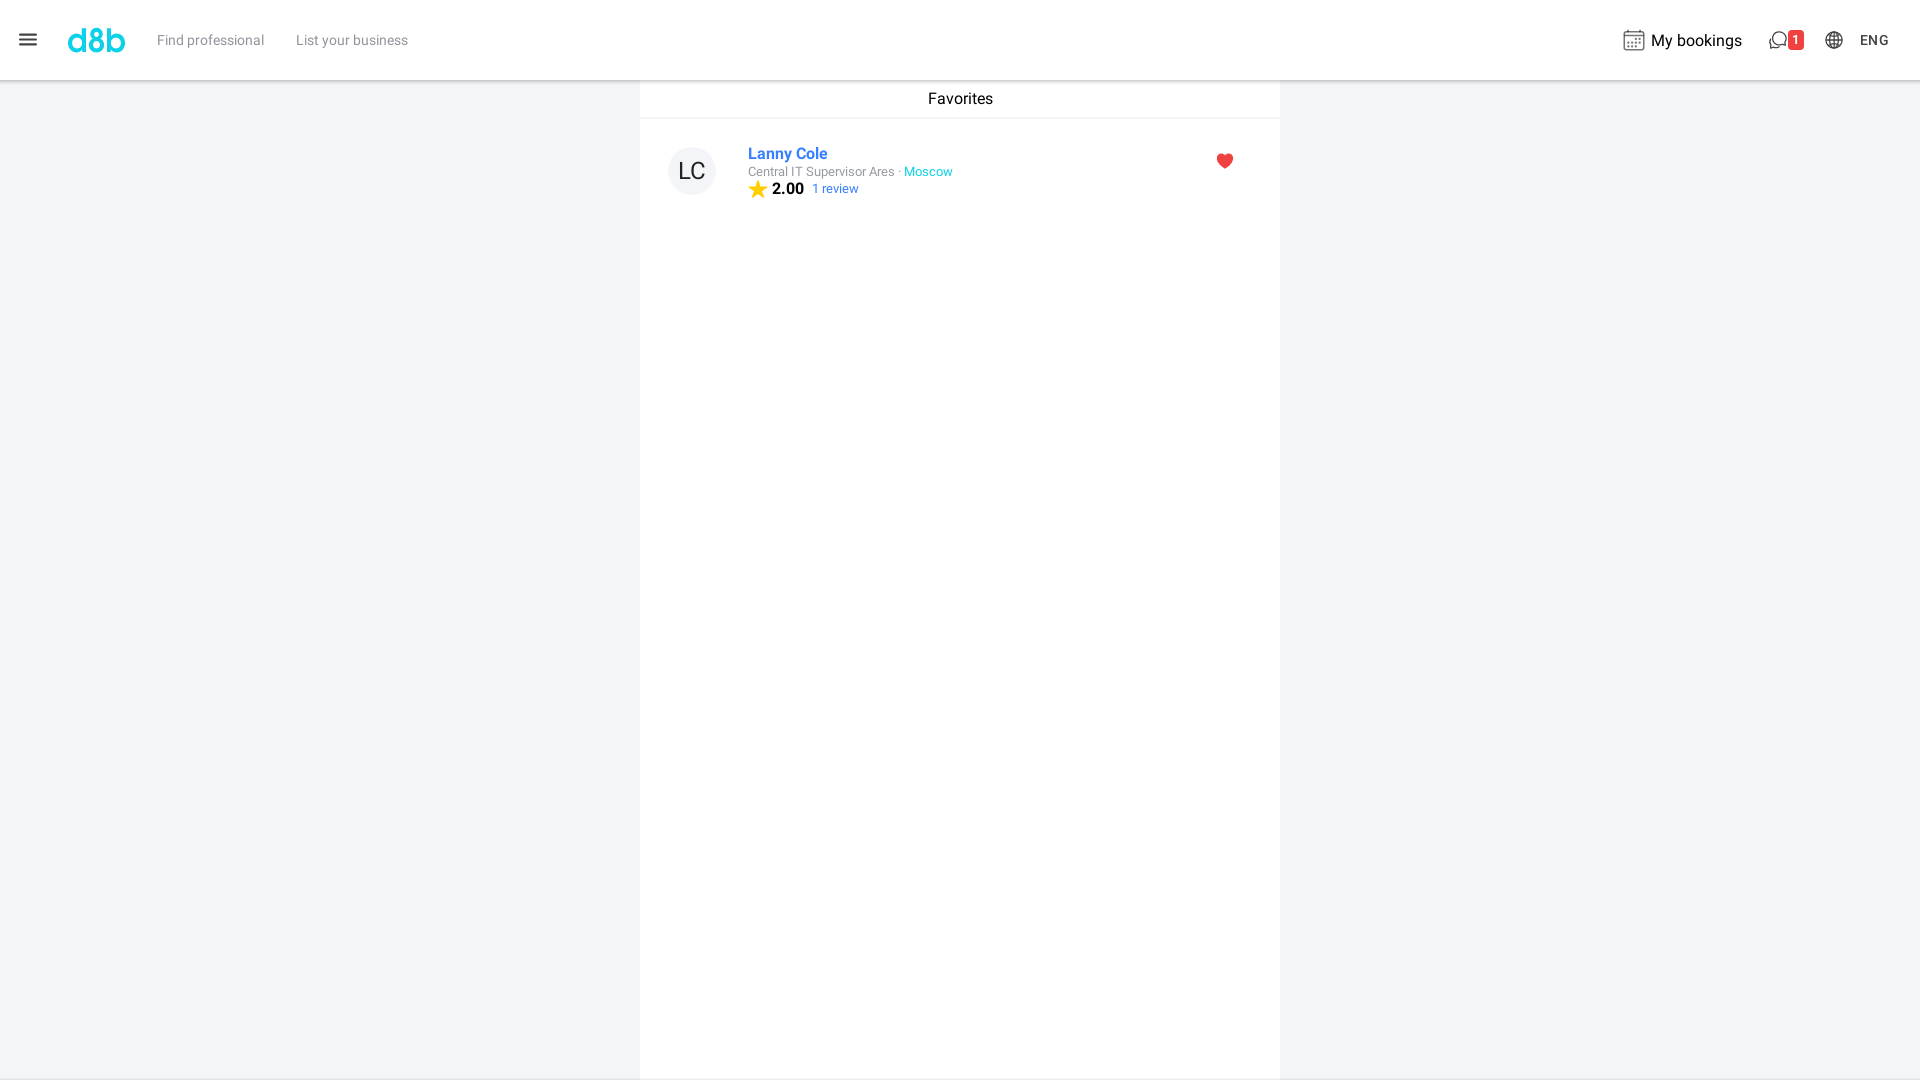 d8b
Find professional
List your business
My bookings
1
ENG
Favorites
LC
Lanny Cole
Central IT Supervisor Ares · Moscow
2.00 1 review